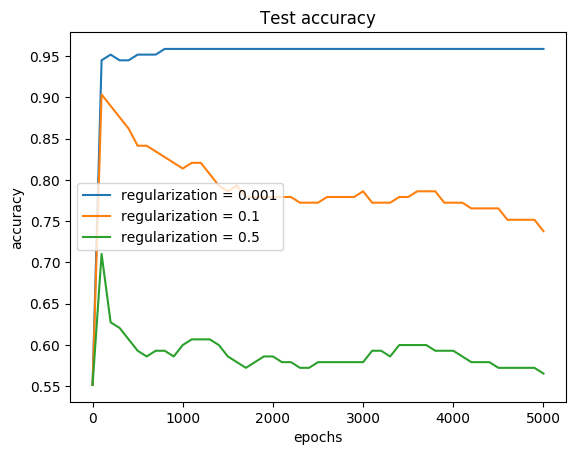 Test accuracy
accuracy
0.95
0.90
0.85
0.80
0.75
0.70
0.65
0.60
0.55
regularization = 0.001
regularization = 0.1
regularization = 0.5
0 1000 2000 3000 4000 5000
epochs